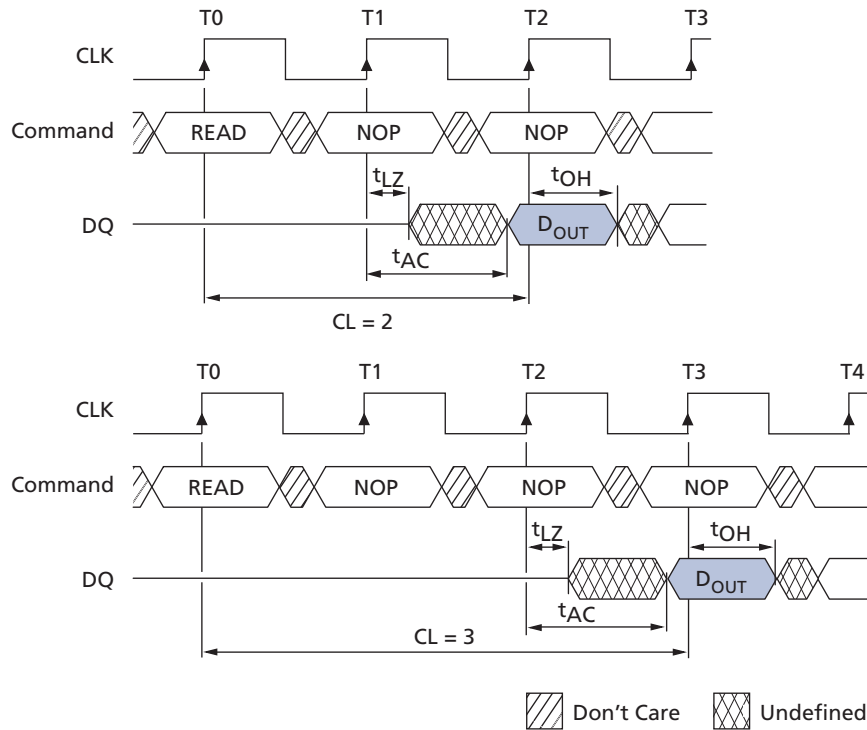 T0 T1 T2 T3
CLK
Command READ NOP NOP
tLZ tOH
DQ DOUT
tAC
CL = 2
T0 T1 T2 T3 T4
CLK
Command READ NOP NOP NOP
tLZ tOH
DQ DOUT
tAC
CL = 3
Don't Care Undefined